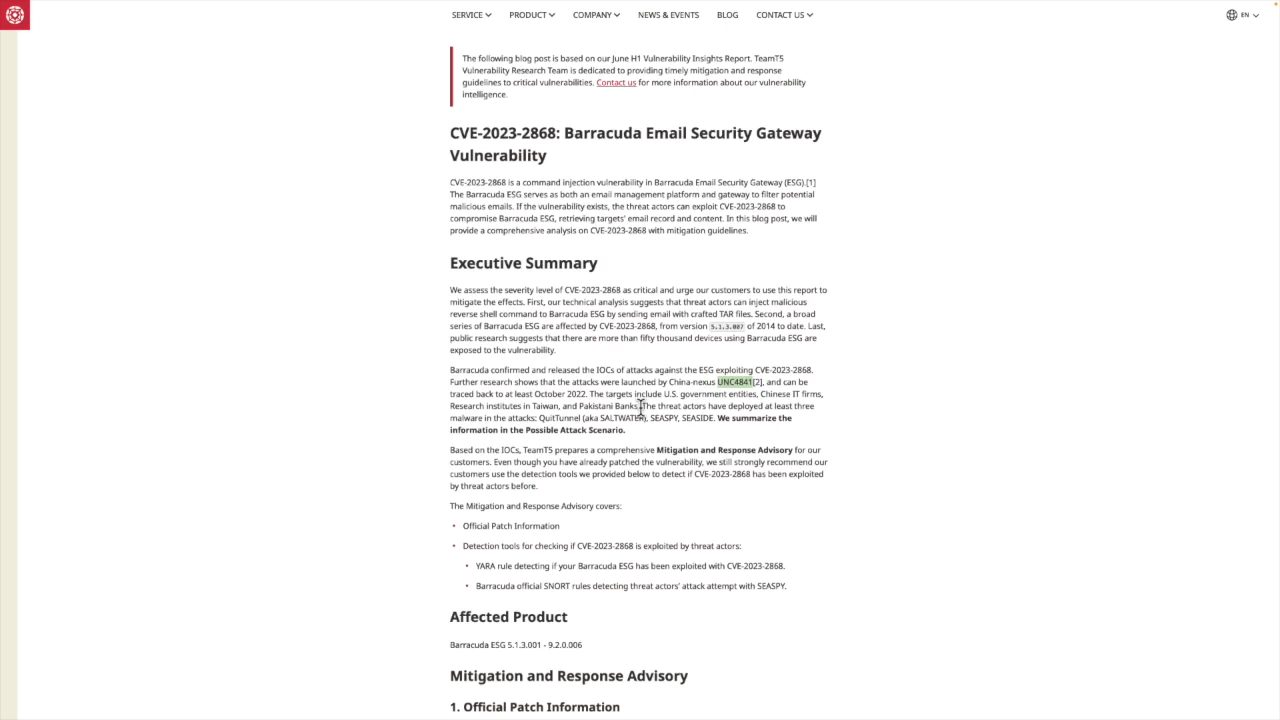 SERVICE PRODUCT COMPANY NEWS & EVENTS BLOG CONTACT US EN
The following blog post is based on our June H1 Vulnerability Insights Report. TeamT5
Vulnerability Research Team is dedicated to providing timely mitigation and response
guidelines to critical vulnerabilities. Contact us for more information about our vulnerability
intelligence.
CVE-2023-2868: Barracuda Email Security Gateway
Vulnerability
CVE-2023-2868 is a command injection vulnerability in Barracuda Email Security Gateway (ESG).[1]
The Barracuda ESG serves as both an email management platform and gateway to filter potential
malicious emails. If the vulnerability exists, the threat actors can exploit CVE-2023-2868 to
compromise Barracuda ESG, retrieving targets' email record and content. In this blog post, we will
provide a comprehensive analysis on CVE-2023-2868 with mitigation guidelines.
Executive Summary
We assess the severity level of CVE-2023-2868 as critical and urge our customers to use this report to
mitigate the effects. First, our technical analysis suggests that threat actors can inject malicious
reverse shell command to Barracuda ESG by sending email with crafted TAR files. Second, a broad
series of Barracuda ESG are affected by CVE-2023-2868, from version 5.1.3.007 of 2014 to date. Last,
public research suggests that there are more than fifty thousand devices using Barracuda ESG are
exposed to the vulnerability.
Barracuda confirmed and released the IOCs of attacks against the ESG exploiting CVE-2023-2868.
Further research shows that the attacks were launched by China-nexus UNC4841[2], and can be
traced back to at least October 2022. The targets include U.S. government entities, Chinese IT firms,
Research institutes in Taiwan, and Pakistani Banks. The threat actors have deployed at least three
malware in the attacks: QuitTunnel (aka SALTWATER), SEASPY, SEASIDE. We summarize the
information in the Possible Attack Scenario.
Based on the IOCs, TeamT5 prepares a comprehensive Mitigation and Response Advisory for our
customers. Even though you have already patched the vulnerability, we still strongly recommend our
customers use the detection tools we provided below to detect if CVE-2023-2868 has been exploited
by threat actors before.
The Mitigation and Response Advisory covers:
• Official Patch Information
• Detection tools for checking if CVE-2023-2868 is exploited by threat actors:
• YARA rule detecting if your Barracuda ESG has been exploited with CVE-2023-2868.
• Barracuda official SNORT rules detecting threat actors' attack attempt with SEASPY.
Affected Product
Barracuda ESG 5.1.3.001 - 9.2.0.006
Mitigation and Response Advisory
1. Official Patch Information